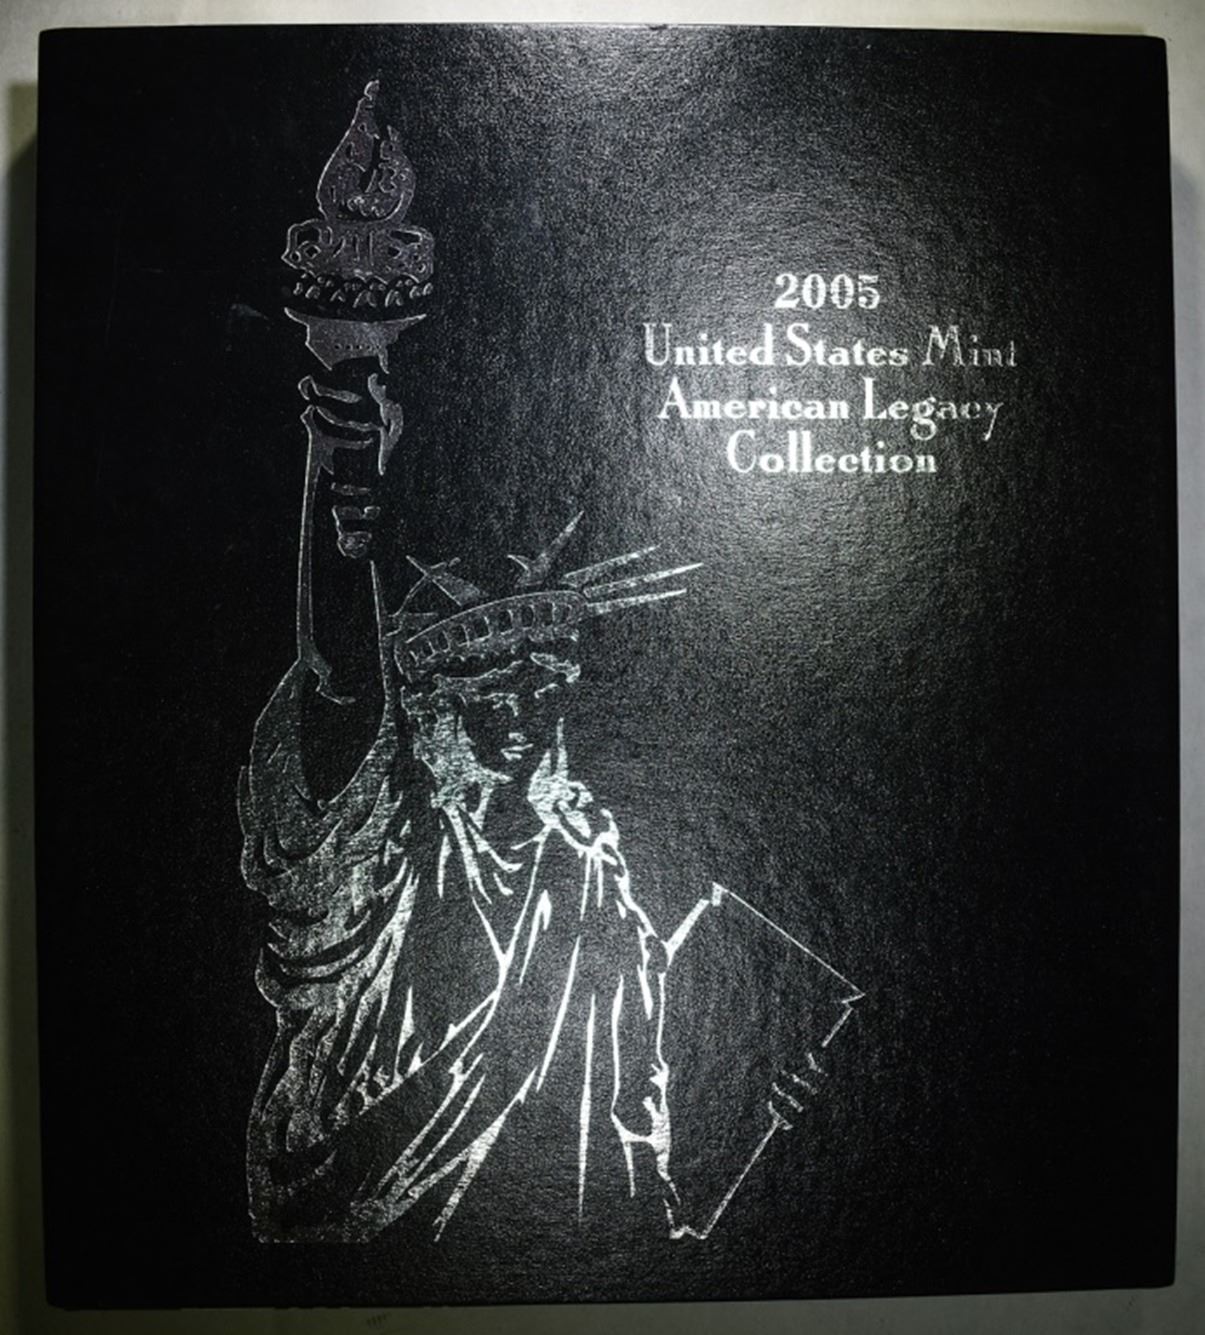 2005
United States Mint
American Legacy
Collection